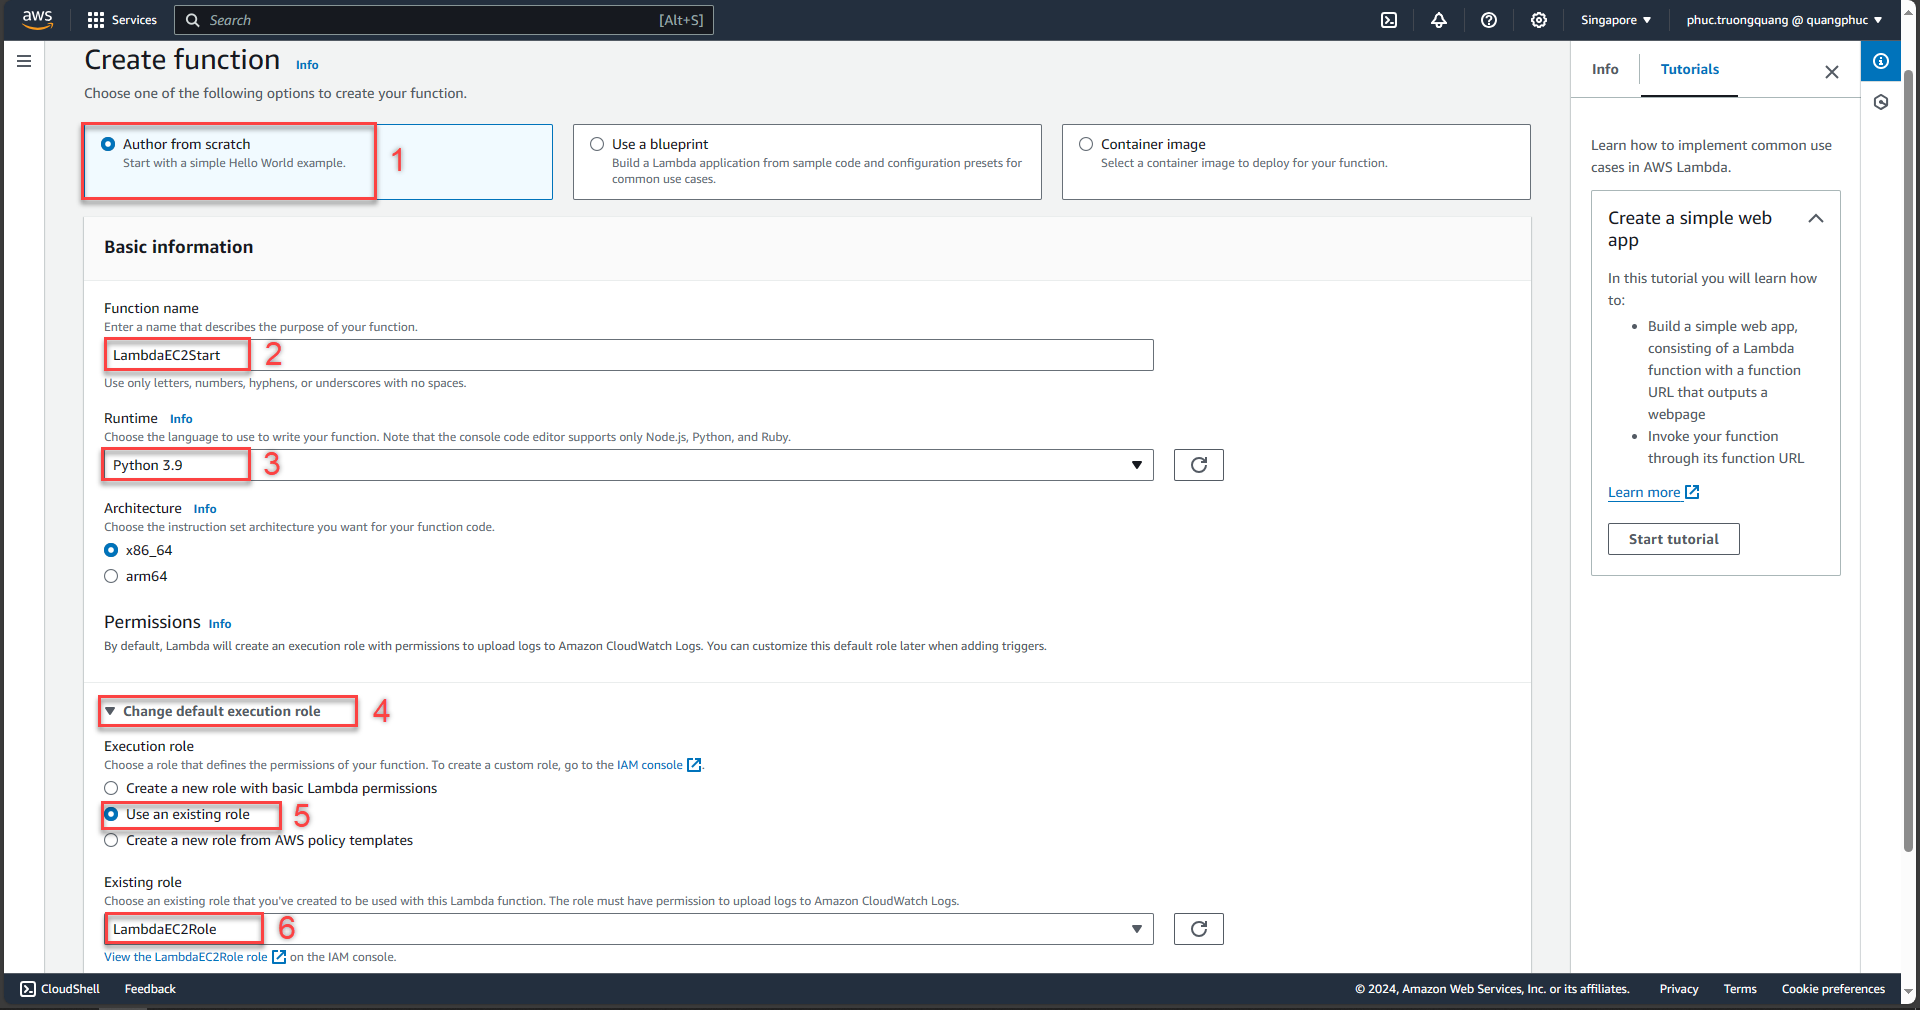 aws
Services
Search
[Alt+S]
Singapore
phuc.truongquang @ quangphuc
Create function Info
Choose one of the following options to create your function.
Author from scratch
Start with a simple Hello World example.
1
Use a blueprint
Build a Lambda application from sample code and configuration presets for
common use cases.
Container image
Select a container image to deploy for your function.
Basic information
Function name
Enter a name that describes the purpose of your function.
LambdaEC2Start
2
Use only letters, numbers, hyphens, or underscores with no spaces.
Runtime Info
Choose the language to use to write your function. Note that the console code editor supports only Node.js, Python, and Ruby.
Python 3.9
3
Architecture Info
Choose the instruction set architecture you want for your function code.
x86_64
arm64
Permissions Info
By default, Lambda will create an execution role with permissions to upload logs to Amazon CloudWatch Logs. You can customize this default role later when adding triggers.
Change default execution role
4
Execution role
Choose a role that defines the permissions of your function. To create a custom role, go to the IAM console.
Create a new role with basic Lambda permissions
Use an existing role
5
Create a new role from AWS policy templates
Existing role
Choose an existing role that you've created to be used with this Lambda function. The role must have permission to upload logs to Amazon CloudWatch Logs.
LambdaEC2Role
6
View the LambdaEC2Role role on the IAM console.
Info
Tutorials
Learn how to implement common use
cases in AWS Lambda.
Create a simple web
app
In this tutorial you will learn how
to:
• Build a simple web app,
consisting of a Lambda
function with a function
URL that outputs a
webpage
• Invoke your function
through its function URL
Learn more
Start tutorial
CloudShell
Feedback
© 2024, Amazon Web Services, Inc. or its affiliates.
Privacy
Terms
Cookie preferences